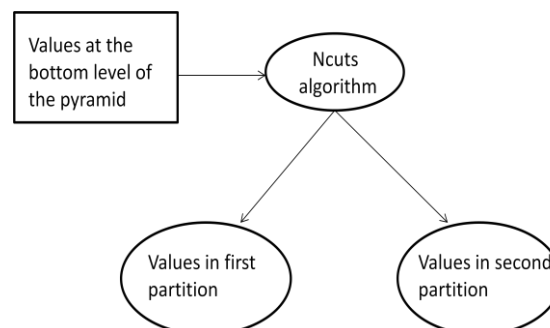 Values at the
bottom level of
the pyramid
Ncuts
algorithm
Values in first
partition
Values in second
partition